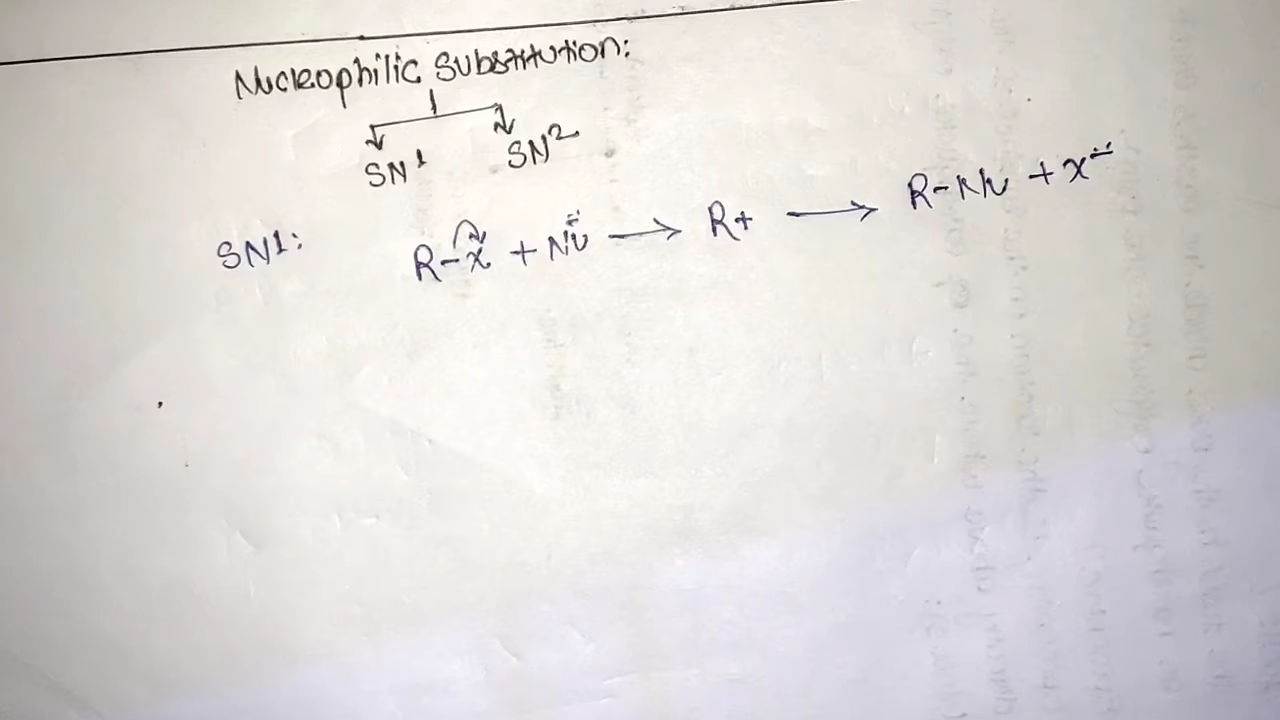 Nucleophilic Substitution:
SN¹ SN²
SN1: R-X + Nu⁻ → R+ → R-Nu + X⁻